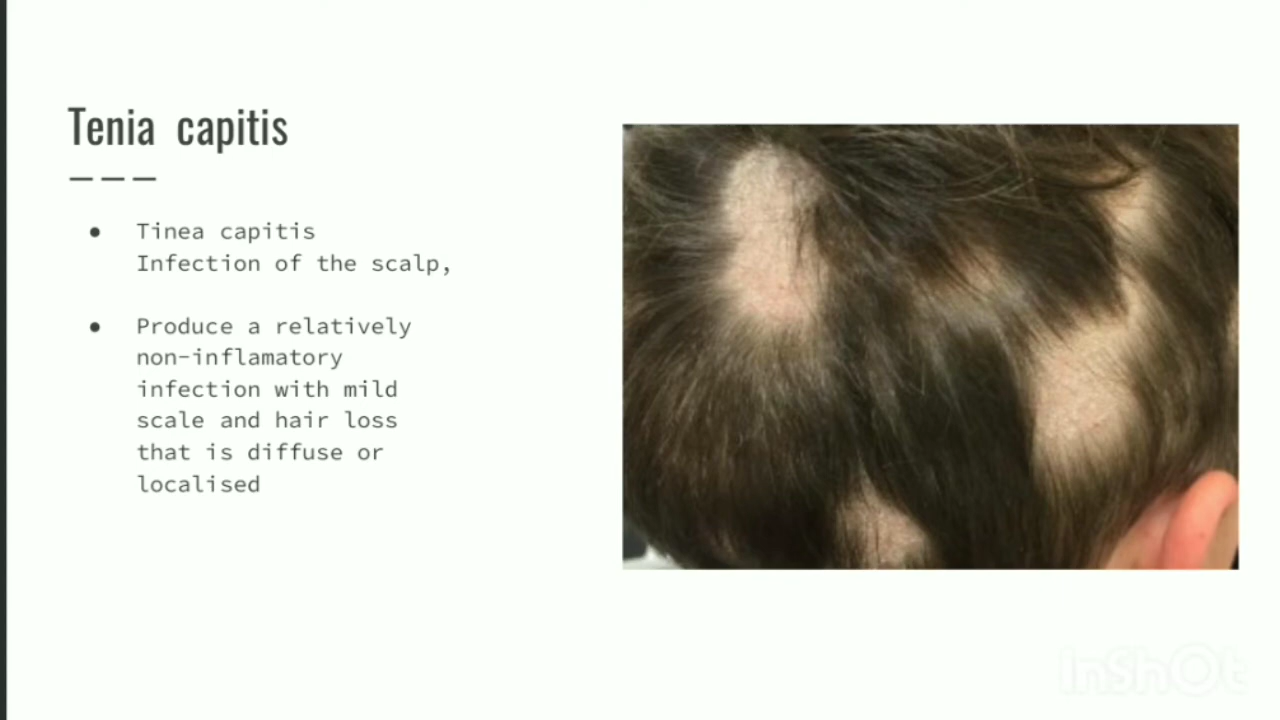 Tenia capitis
Tinea capitis
Infection of the scalp,
Produce a relatively
non-inflamatory
infection with mild
scale and hair loss
that is diffuse or
localised
InShOt